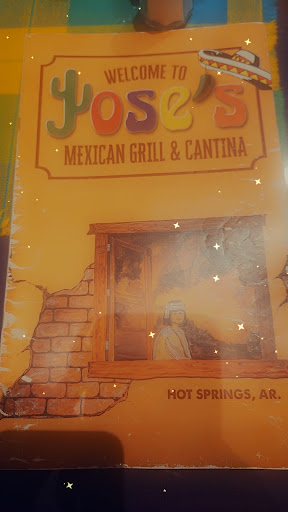 WELCOME TO
Jose's
MEXICAN GRILL & CANTINA
HOT SPRINGS, AR.